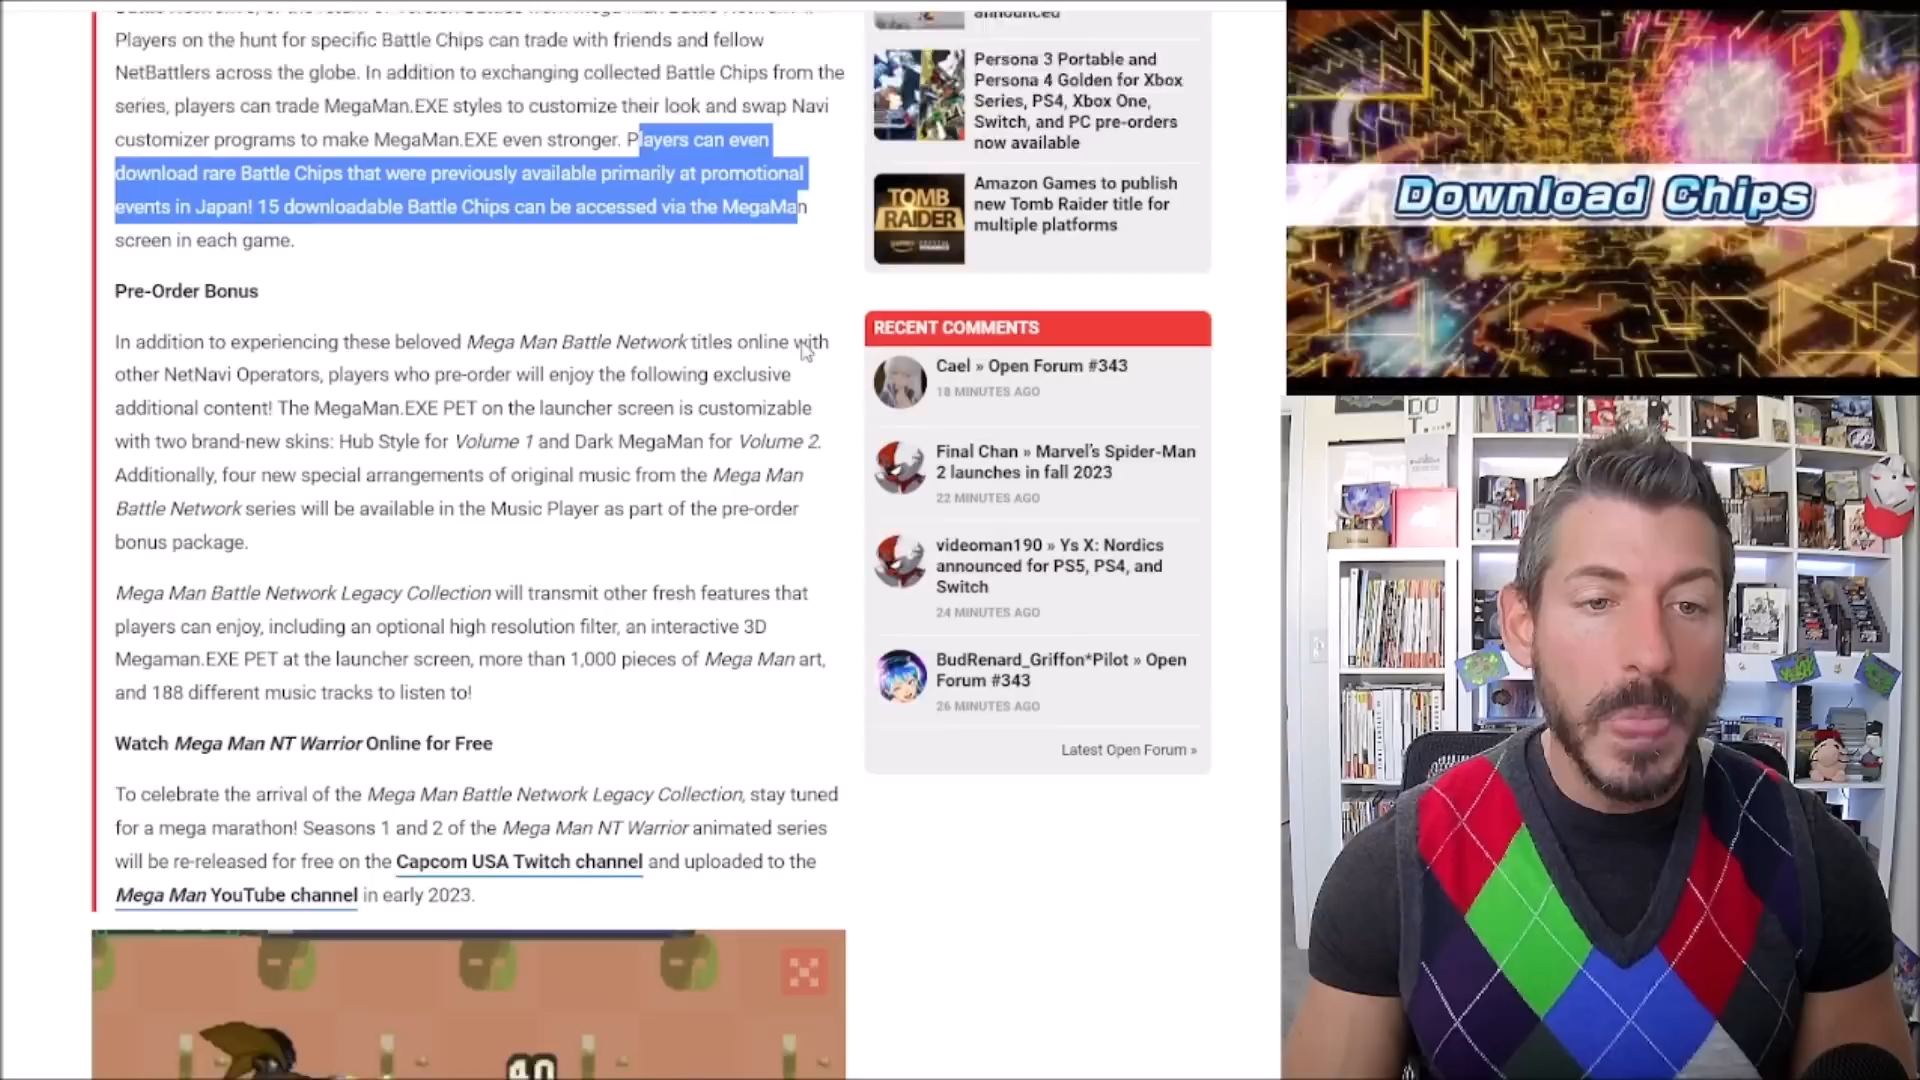 Players on the hunt for specific Battle Chips can trade with friends and fellow
NetBattlers across the globe. In addition to exchanging collected Battle Chips from the
series, players can trade MegaMan.EXE styles to customize their look and swap Navi
customizer programs to make MegaMan.EXE even stronger. Players can even
download rare Battle Chips that were previously available primarily at promotional
events in Japan! 15 downloadable Battle Chips can be accessed via the MegaMan
screen in each game.
Pre-Order Bonus
In addition to experiencing these beloved Mega Man Battle Network titles online with
other NetNavi Operators, players who pre-order will enjoy the following exclusive
additional content! The MegaMan.EXE PET on the launcher screen is customizable
with two brand-new skins: Hub Style for Volume 1 and Dark MegaMan for Volume 2.
Additionally, four new special arrangements of original music from the Mega Man
Battle Network series will be available in the Music Player as part of the pre-order
bonus package.
Mega Man Battle Network Legacy Collection will transmit other fresh features that
players can enjoy, including an optional high resolution filter, an interactive 3D
Megaman.EXE PET at the launcher screen, more than 1,000 pieces of Mega Man art,
and 188 different music tracks to listen to!
Watch Mega Man NT Warrior Online for Free
To celebrate the arrival of the Mega Man Battle Network Legacy Collection, stay tuned
for a mega marathon! Seasons 1 and 2 of the Mega Man NT Warrior animated series
will be re-released for free on the Capcom USA Twitch channel and uploaded to the
Mega Man YouTube channel in early 2023.
40
announced
Persona 3 Portable and
Persona 4 Golden for Xbox
Series, PS4, Xbox One,
Switch, and PC pre-orders
now available
TOMB
RAIDER
Amazon Games to publish
new Tomb Raider title for
multiple platforms
RECENT COMMENTS
Cael » Open Forum #343
18 MINUTES AGO
Final Chan » Marvel's Spider-Man
2 launches in fall 2023
22 MINUTES AGO
videoman190 » Ys X: Nordics
announced for PS5, PS4, and
Switch
24 MINUTES AGO
BudRenard_Griffon*Pilot » Open
Forum #343
26 MINUTES AGO
Latest Open Forum »
Download Chips